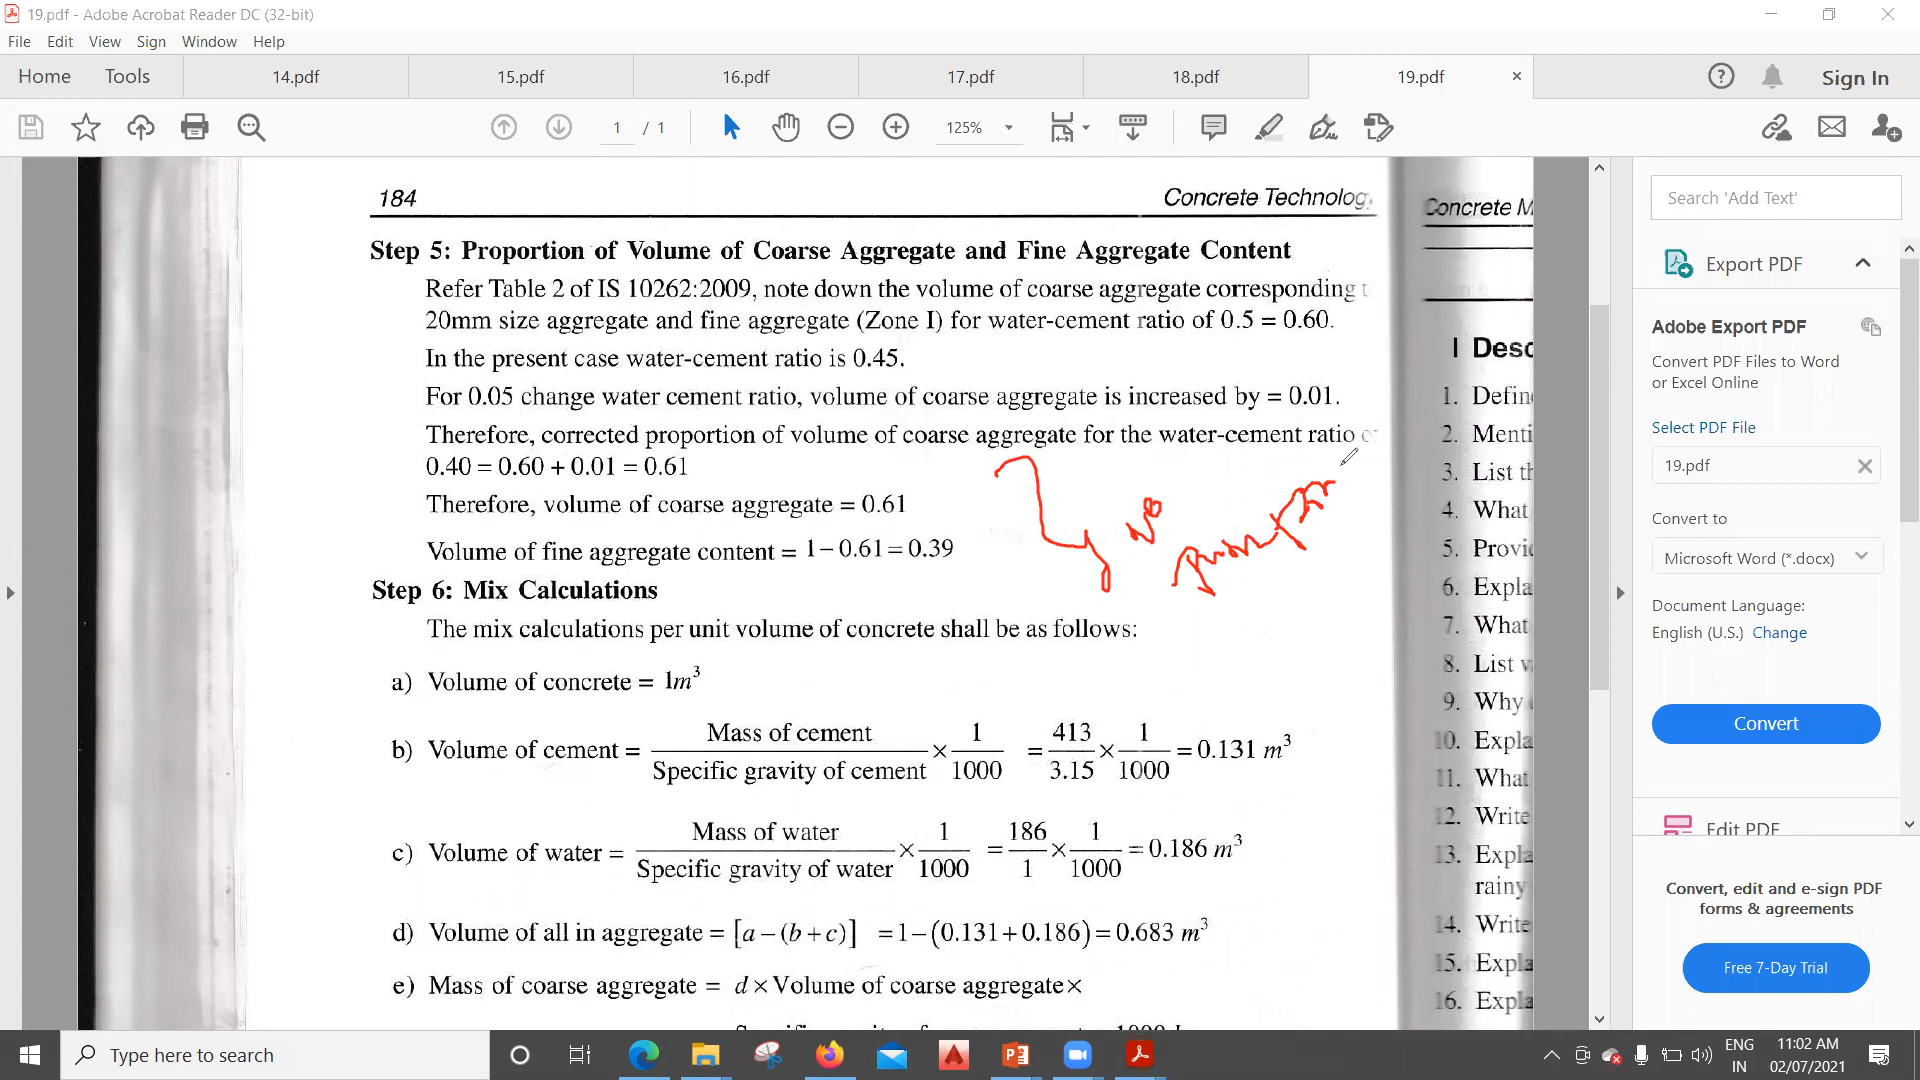 19.pdf - Adobe Acrobat Reader DC (32-bit)
File Edit View Sign Window Help
Home Tools 14.pdf 15.pdf 16.pdf 17.pdf 18.pdf 19.pdf Sign In
1 / 1 125%
184 Concrete Technolog
Step 5: Proportion of Volume of Coarse Aggregate and Fine Aggregate Content
Refer Table 2 of IS 10262:2009, note down the volume of coarse aggregate corresponding t
20mm size aggregate and fine aggregate (Zone I) for water-cement ratio of 0.5 = 0.60.
In the present case water-cement ratio is 0.45.
For 0.05 change water cement ratio, volume of coarse aggregate is increased by = 0.01.
Therefore, corrected proportion of volume of coarse aggregate for the water-cement ratio o
0.40 = 0.60 + 0.01 = 0.61
Therefore, volume of coarse aggregate = 0.61
Volume of fine aggregate content = 1 – 0.61 = 0.39
Step 6: Mix Calculations
The mix calculations per unit volume of concrete shall be as follows:
a) Volume of concrete = 1m³
b) Volume of cement = Mass of cement / Specific gravity of cement × 1/1000 = 413/3.15 × 1/1000 = 0.131 m³
c) Volume of water = Mass of water / Specific gravity of water × 1/1000 = 186/1 × 1/1000 = 0.186 m³
d) Volume of all in aggregate = [a – (b + c)] = 1 – (0.131 + 0.186) = 0.683 m³
e) Mass of coarse aggregate = d × Volume of coarse aggregate ×
No
Concrete M
I Desc
1. Defin
2. Menti
3. List th
4. What
5. Provi
6. Expla
7. What
8. List v
9. Why
10. Expla
11. What
12. Write
13. Expla
rainy
14. Write
15. Expla
16. Expla
Search 'Add Text'
Export PDF
Adobe Export PDF
Convert PDF Files to Word
or Excel Online
Select PDF File
19.pdf
Convert to
Microsoft Word (*.docx)
Document Language:
English (U.S.) Change
Convert
Edit PDF
Convert, edit and e-sign PDF
forms & agreements
Free 7-Day Trial
Type here to search
ENG
IN
11:02 AM
02/07/2021